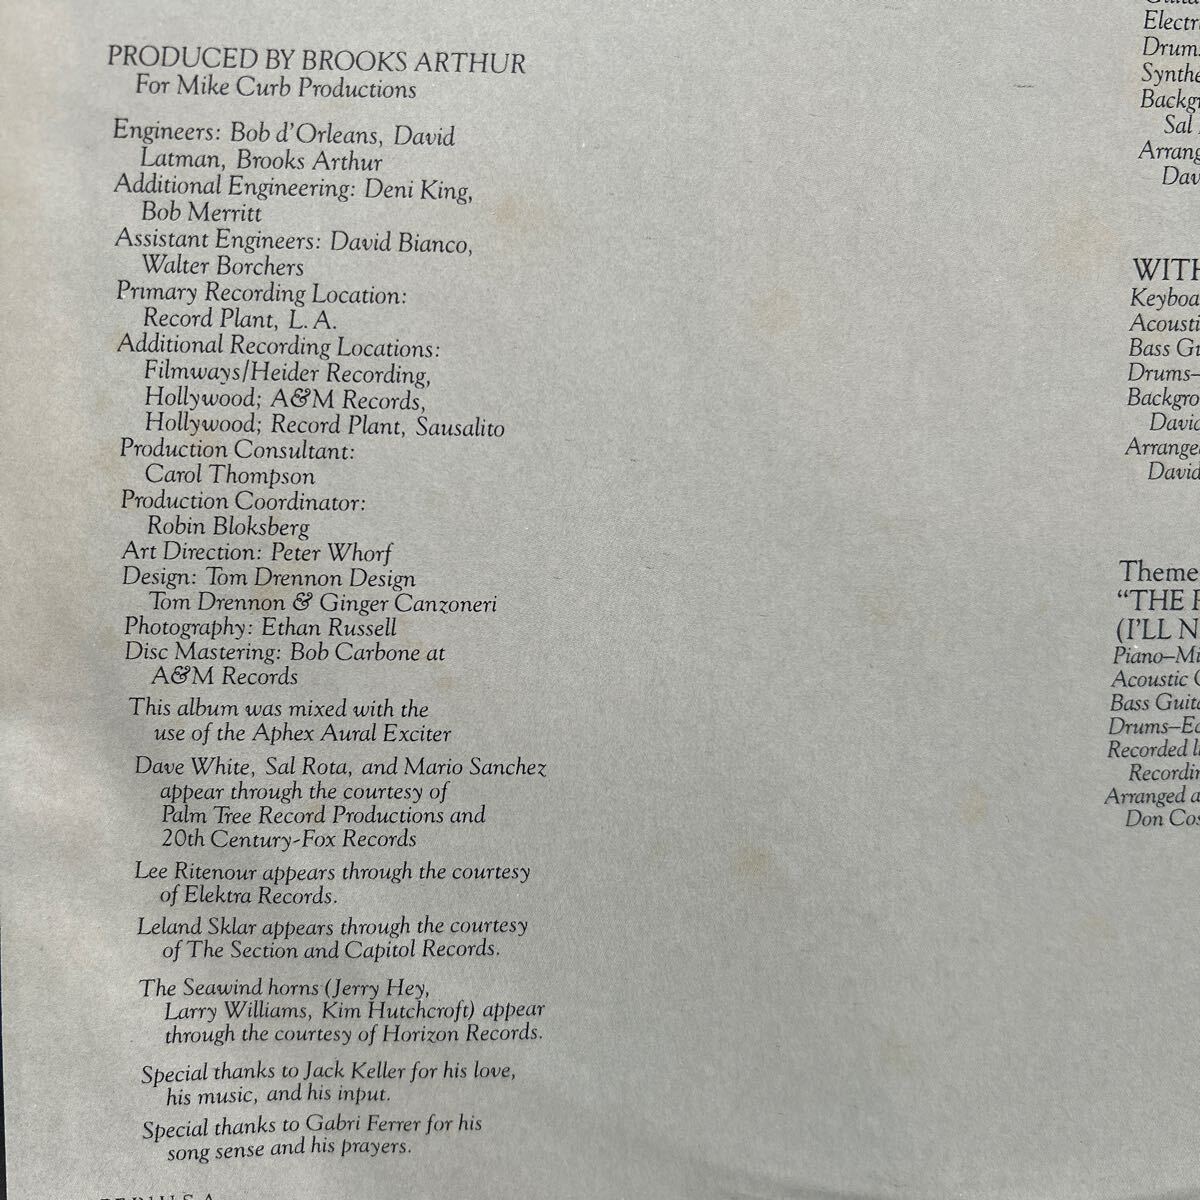 PRODUCED BY BROOKS ARTHUR
For Mike Curb Productions
Engineers: Bob d'Orleans, David
Latman, Brooks Arthur
Additional Engineering: Deni King,
Bob Merritt
Assistant Engineers: David Bianco,
Walter Borchers
Primary Recording Location:
Record Plant, L.A.
Additional Recording Locations:
Filmways/Heider Recording,
Hollywood; A&M Records,
Hollywood; Record Plant, Sausalito
Production Consultant:
Carol Thompson
Production Coordinator:
Robin Bloksberg
Art Direction: Peter Whorf
Design: Tom Drennon Design
Tom Drennon & Ginger Canzoneri
Photography: Ethan Russell
Disc Mastering: Bob Carbone at
A&M Records
This album was mixed with the
use of the Aphex Aural Exciter
Dave White, Sal Rota, and Mario Sanchez
appear through the courtesy of
Palm Tree Record Productions and
20th Century-Fox Records
Lee Ritenour appears through the courtesy
of Elektra Records.
Leland Sklar appears through the courtesy
of The Section and Capitol Records.
The Seawind horns (Jerry Hey,
Larry Williams, Kim Hutchcroft) appear
through the courtesy of Horizon Records.
Special thanks to Jack Keller for his love,
his music, and his input.
Special thanks to Gabri Ferrer for his
song sense and his prayers.
Electr
Drum
Synthe
Backgr
Sal
Arrang
Dav
WITH
Keyboa
Acousti
Bass Gu
Drums–
Backgro
David
Arrange
David
Theme
“THE
(I'LL N
Piano–Mi
Acoustic
Bass Guita
Drums–Ed
Recorded l
Recordin
Arranged a
Don Cos